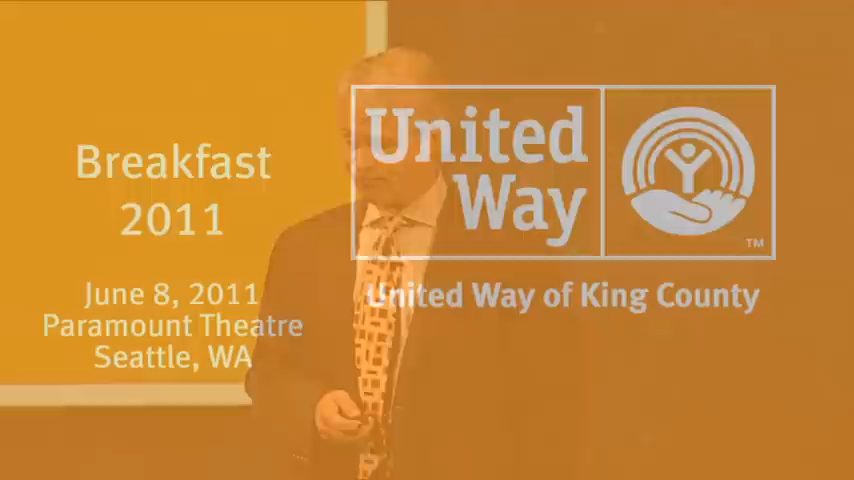 Breakfast
2011
June 8, 2011
Paramount Theatre
Seattle, WA
United
Way
TM
United Way of King County